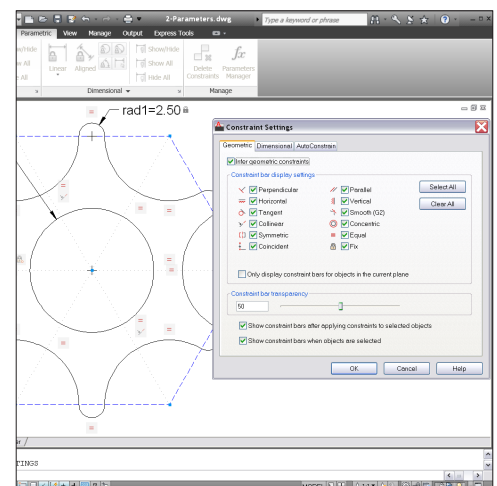 2-Parameters.dwg
Type a keyword or phrase
Parametric View Manage Output Express Tools
w/Hide
w All
e All
Linear Aligned
Show/Hide
Show All
Hide All
Delete Constraints
Parameters Manager
fx
Dimensional
Manage
rad1=2.50
Constraint Settings
Geometric Dimensional AutoConstrain
Infer geometric constraints
Constraint bar display settings
Perpendicular Parallel Select All
Horizontal Vertical Clear All
Tangent Smooth (G2)
Collinear Concentric
Symmetric Equal
Coincident Fix
Only display constraint bars for objects in the current plane
Constraint bar transparency
50
Show constraint bars after applying constraints to selected objects
Show constraint bars when objects are selected
OK Cancel Help
TINGS